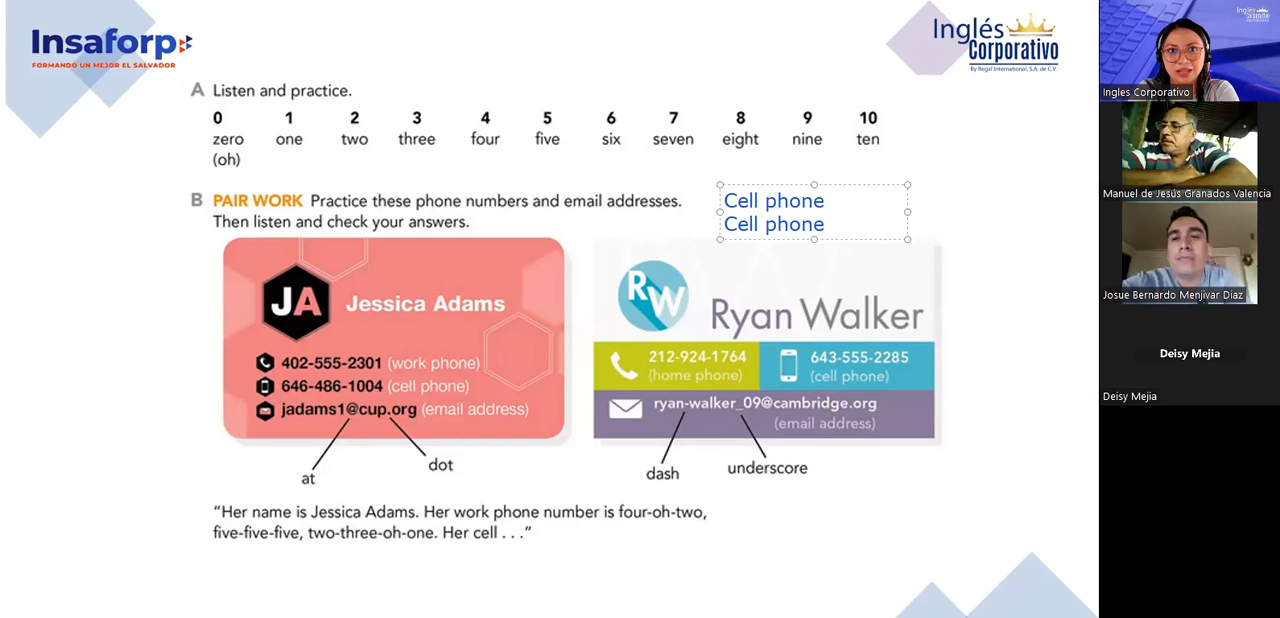 Insaforp
FORMANDO UN MEJOR EL SALVADOR
Inglés
Corporativo
By Regal International, S.A. de C.V.
A Listen and practice.
0 1 2 3 4 5 6 7 8 9 10
zero one two three four five six seven eight nine ten
(oh)
B PAIR WORK Practice these phone numbers and email addresses.
Then listen and check your answers.
Cell phone
Cell phone
JA Jessica Adams
402-555-2301 (work phone)
646-486-1004 (cell phone)
jadams1@cup.org (email address)
at
dot
RW
Ryan Walker
212-924-1764
(home phone)
643-555-2285
(cell phone)
ryan-walker_09@cambridge.org
(email address)
dash
underscore
“Her name is Jessica Adams. Her work phone number is four-oh-two,
five-five-five, two-three-oh-one. Her cell . . .”
Inglés
Ingles Corporativo
Manuel de Jesús Granados Valencia
Josue Bernardo Menjivar Diaz
Deisy Mejia
Deisy Mejia